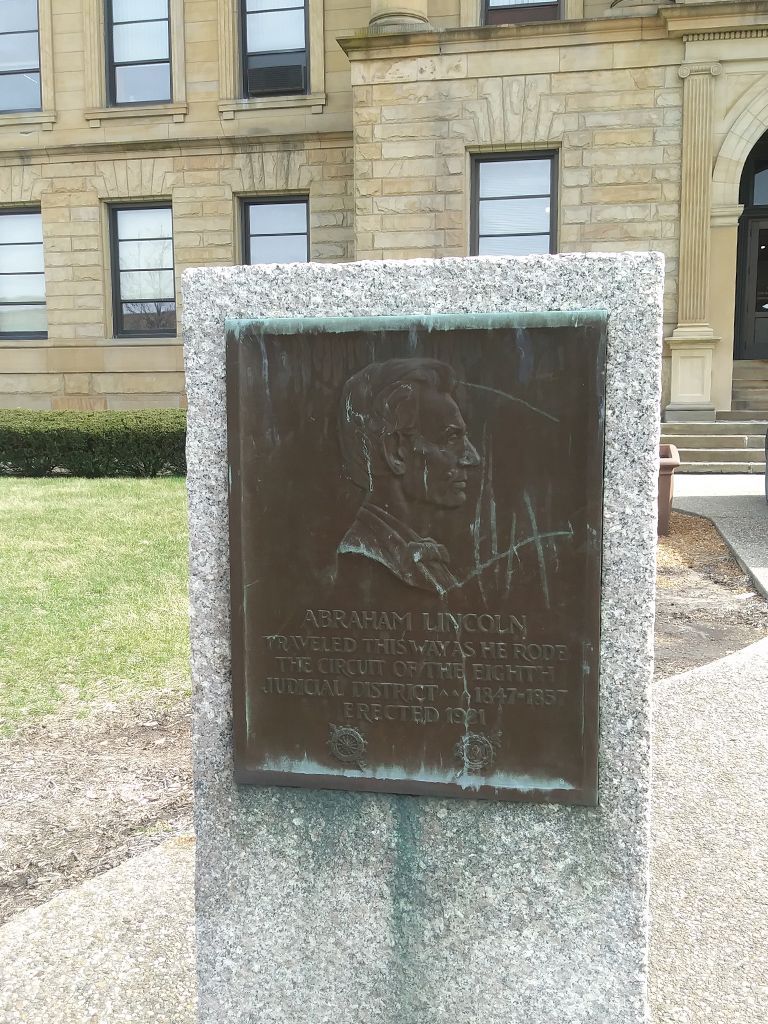 ABRAHAM LINCOLN
TRAVELED THIS WAY AS HE RODE
THE CIRCUIT OF THE EIGHTH
JUDICIAL DISTRICT ^ ^ 1847-1857
ERECTED 1921